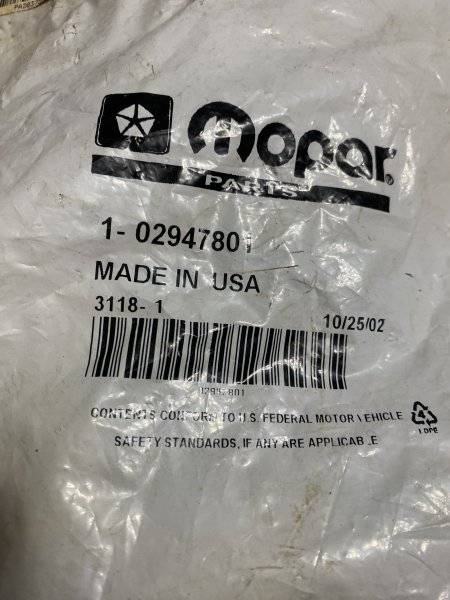 Mopar
PARTS
1- 02947801
MADE IN USA
3118- 1
10/25/02
CONTENTS CONFORM TO U.S. FEDERAL MOTOR VEHICLE
SAFETY STANDARDS, IF ANY ARE APPLICABLE
4
LDPE